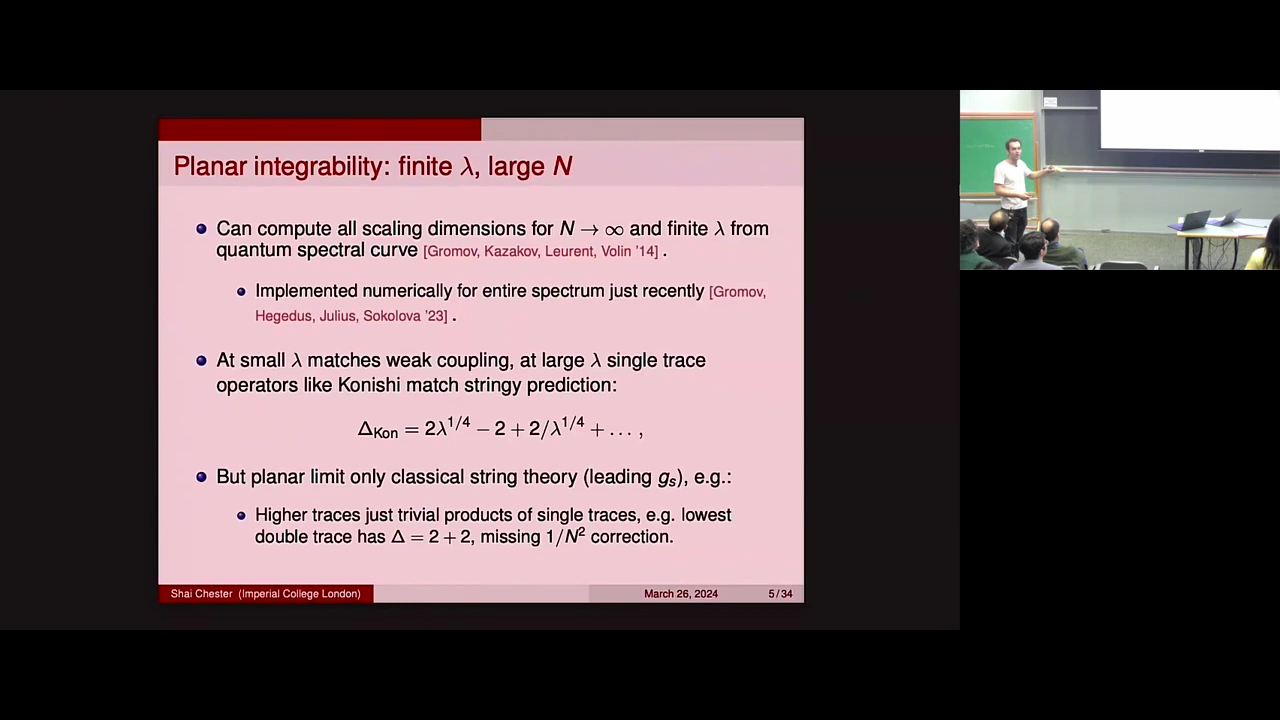 Planar integrability: finite λ, large N
Can compute all scaling dimensions for N → ∞ and finite λ from
quantum spectral curve [Gromov, Kazakov, Leurent, Volin '14] .
Implemented numerically for entire spectrum just recently [Gromov,
Hegedus, Julius, Sokolova '23] .
At small λ matches weak coupling, at large λ single trace
operators like Konishi match stringy prediction:
Δ_Kon = 2λ^{1/4} − 2 + 2/λ^{1/4} + … ,
But planar limit only classical string theory (leading g_s), e.g.:
Higher traces just trivial products of single traces, e.g. lowest
double trace has Δ = 2 + 2, missing 1/N² correction.
Shai Chester (Imperial College London) March 26, 2024 5 / 34